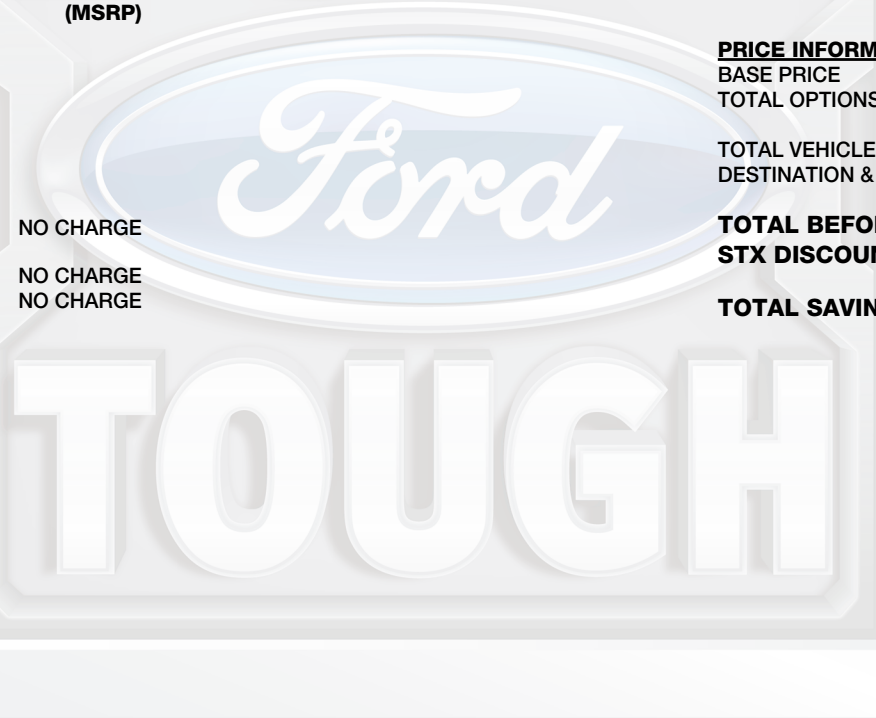 (MSRP)
NO CHARGE
NO CHARGE
NO CHARGE
PRICE INFORM
BASE PRICE
TOTAL OPTIONS
TOTAL VEHICLE
DESTINATION &
TOTAL BEFO
STX DISCOU
TOTAL SAVIN
Ford
TOUGH